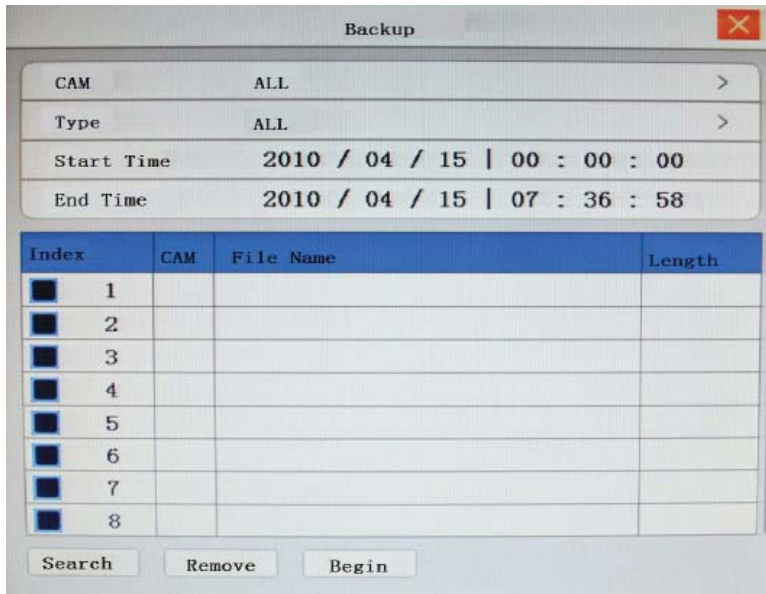 Backup
CAM ALL >
Type ALL >
Start Time 2010 / 04 / 15 | 00 : 00 : 00
End Time 2010 / 04 / 15 | 07 : 36 : 58
Index CAM File Name Length
1
2
3
4
5
6
7
8
Search Remove Begin